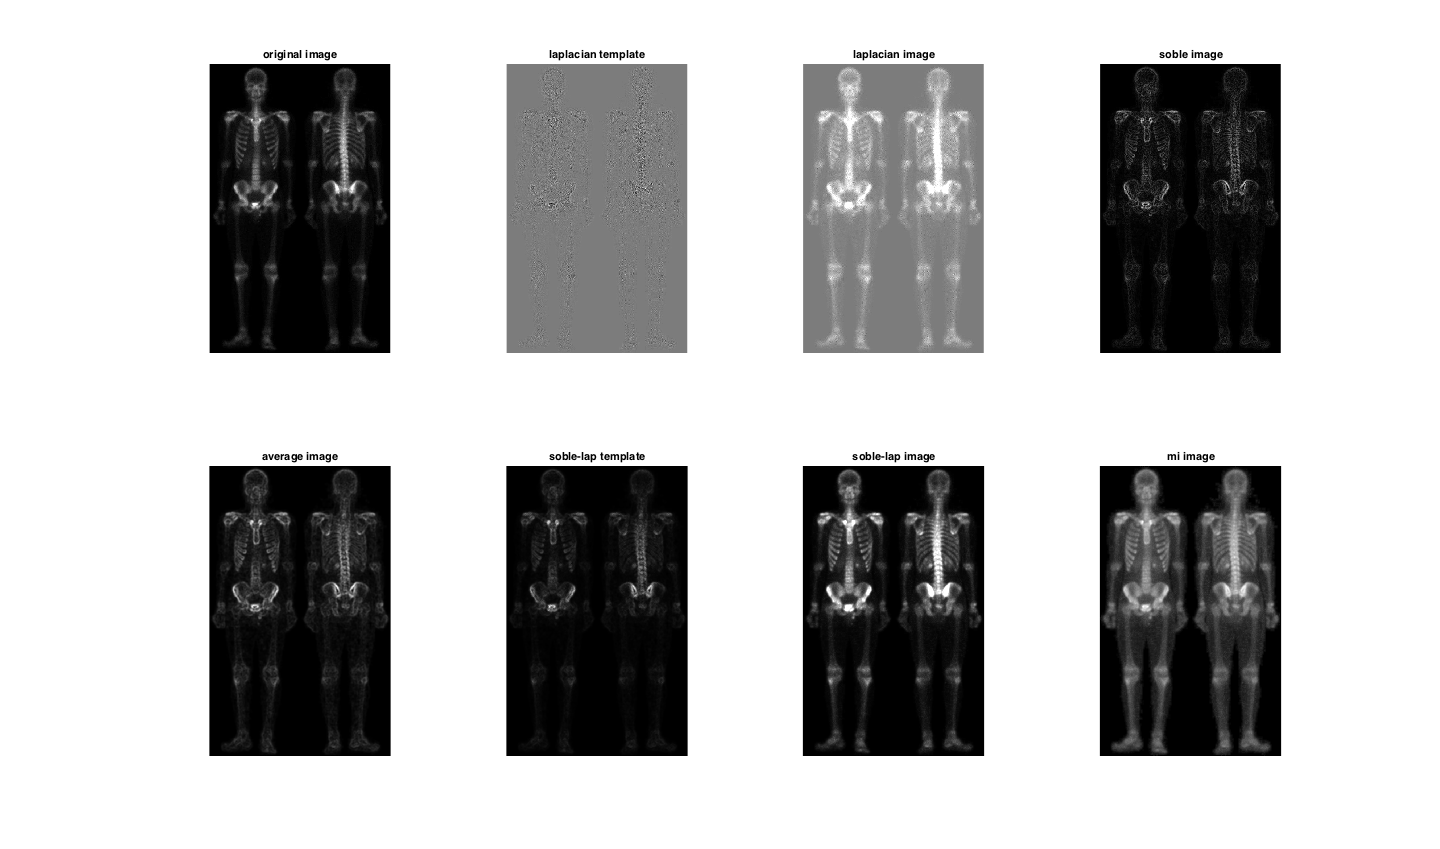 original image
laplacian template
laplacian image
soble image
average image
soble-lap template
soble-lap image
mi image